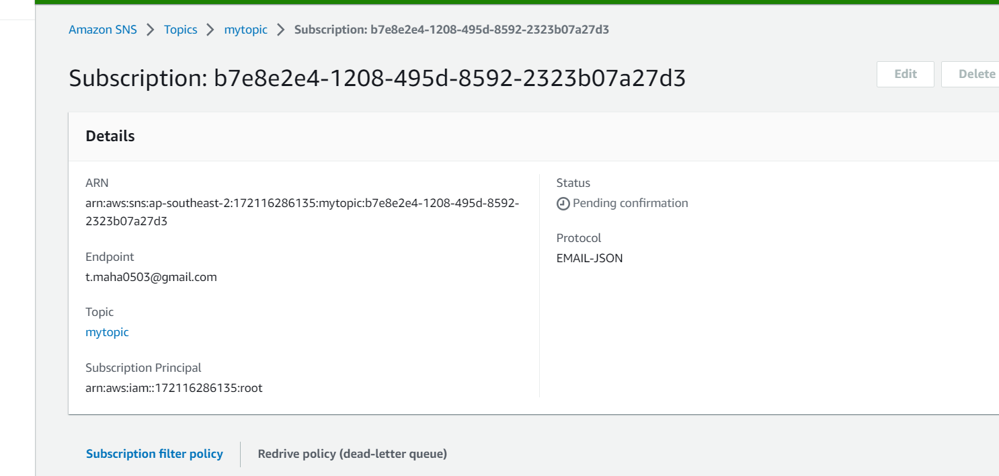 Amazon SNS > Topics > mytopic > Subscription: b7e8e2e4-1208-495d-8592-2323b07a27d3
Subscription: b7e8e2e4-1208-495d-8592-2323b07a27d3
Edit
Delete
Details
ARN
arn:aws:sns:ap-southeast-2:172116286135:mytopic:b7e8e2e4-1208-495d-8592-
2323b07a27d3
Endpoint
t.maha0503@gmail.com
Topic
mytopic
Subscription Principal
arn:aws:iam::172116286135:root
Status
Pending confirmation
Protocol
EMAIL-JSON
Subscription filter policy
Redrive policy (dead-letter queue)